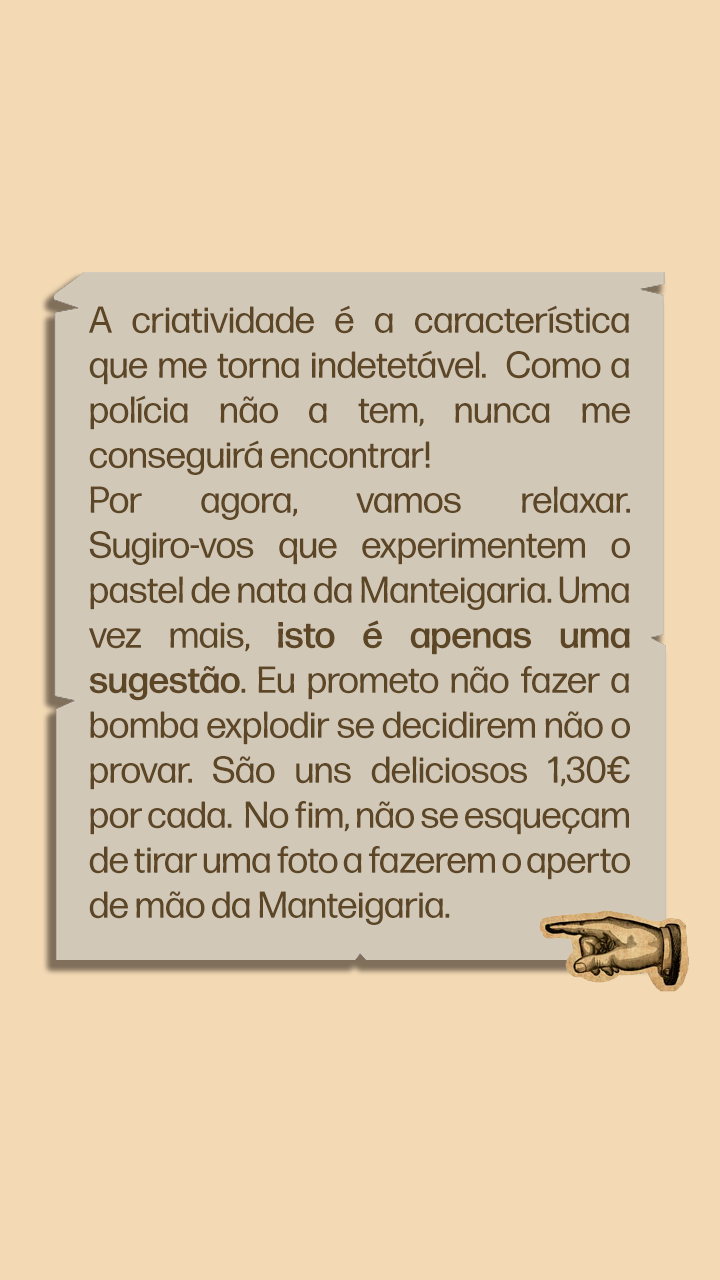 A criatividade é a característica
que me torna indetetável. Como a
polícia não a tem, nunca me
conseguirá encontrar!
Por agora, vamos relaxar.
Sugiro-vos que experimentem o
pastel de nata da Manteigaria. Uma
vez mais, isto é apenas uma
sugestão. Eu prometo não fazer a
bomba explodir se decidirem não o
provar. São uns deliciosos 1,30€
por cada. No fim, não se esqueçam
de tirar uma foto a fazerem o aperto
de mão da Manteigaria.